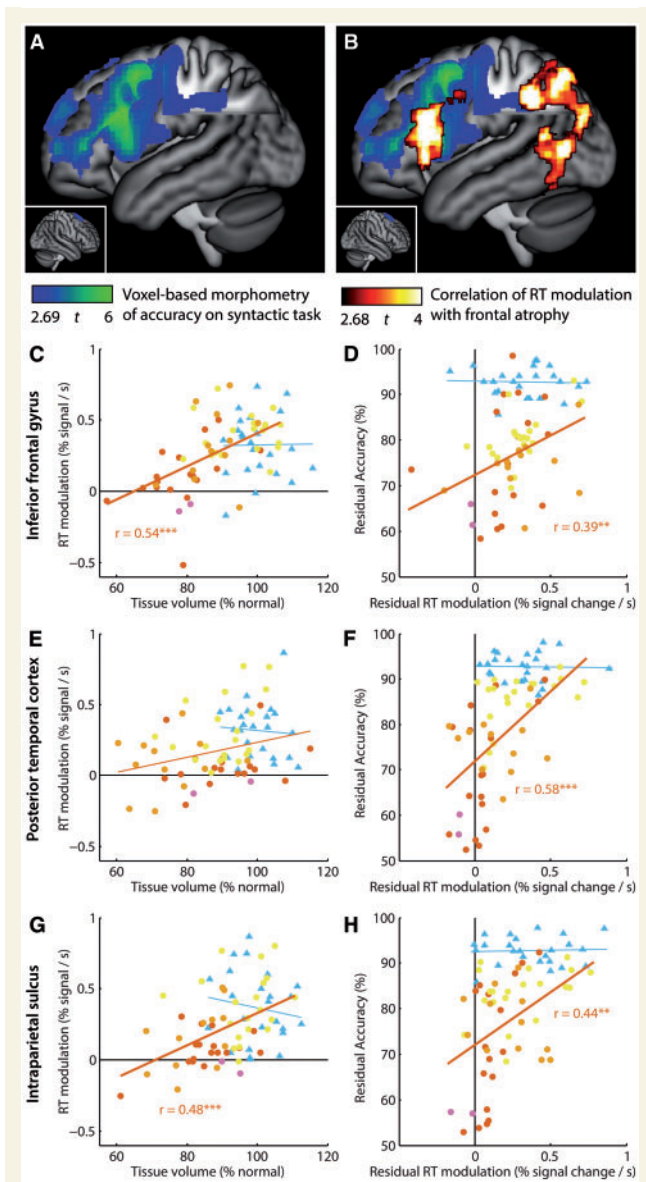 A
B
2.69 t 6
Voxel-based morphometry
of accuracy on syntactic task
2.68 t 4
Correlation of RT modulation
with frontal atrophy
Inferior frontal gyrus
C
RT modulation (% signal / s)
1
0.5
0
−0.5
r = 0.54***
60 80 100 120
Tissue volume (% normal)
D
Residual Accuracy (%)
100
90
80
70
60
50
r = 0.39**
0 0.5 1
Residual RT modulation (% signal change / s)
Posterior temporal cortex
E
RT modulation (% signal / s)
1
0.5
0
−0.5
60 80 100 120
Tissue volume (% normal)
F
Residual Accuracy (%)
100
90
80
70
60
50
r = 0.58***
0 0.5 1
Residual RT modulation (% signal change / s)
Intraparietal sulcus
G
RT modulation (% signal / s)
1
0.5
0
−0.5
r = 0.48***
60 80 100 120
Tissue volume (% normal)
H
Residual Accuracy (%)
100
90
80
70
60
50
r = 0.44**
0 0.5 1
Residual RT modulation (% signal change / s)